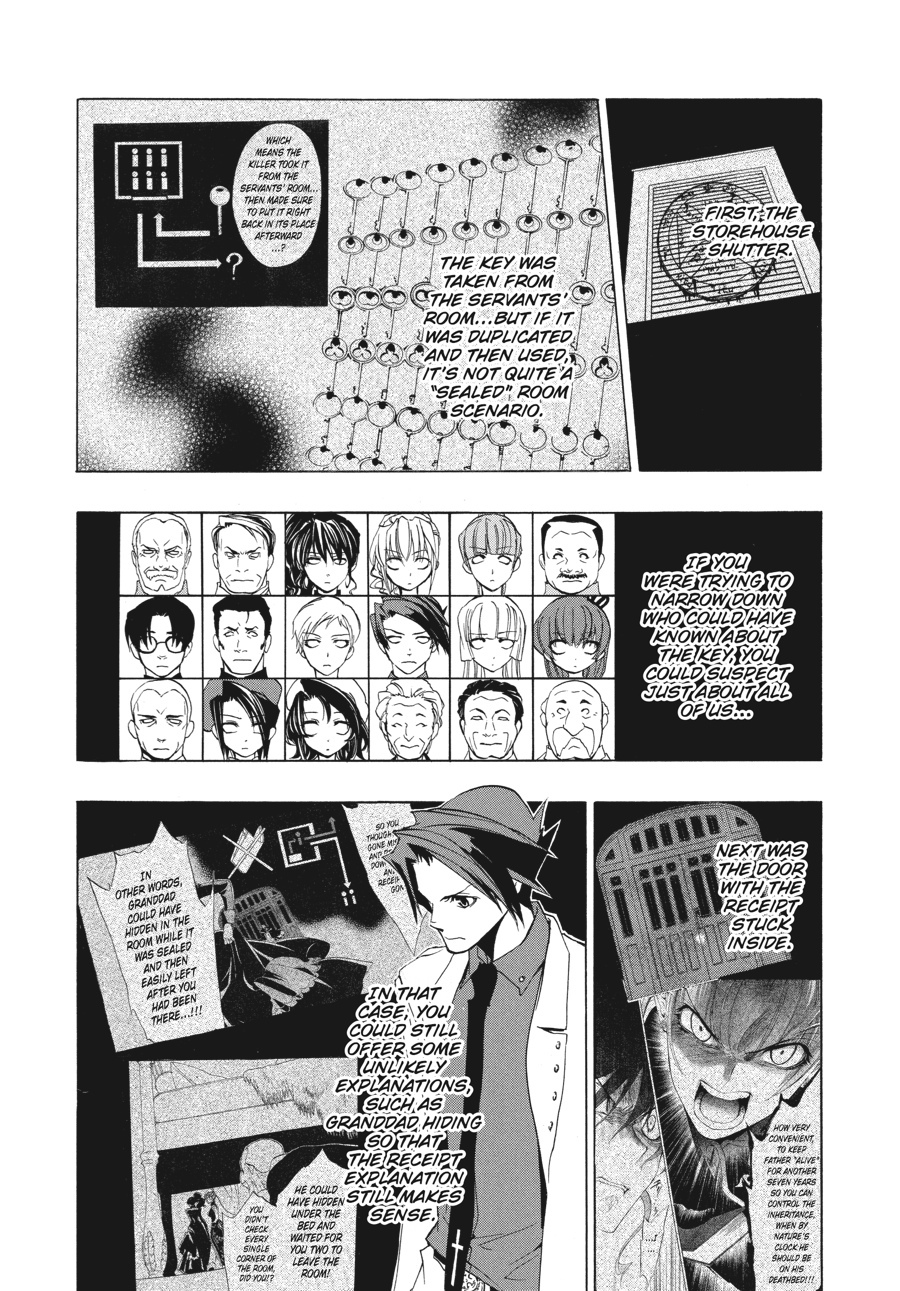 FIRST, THE
STOREHOUSE
SHUTTER.
THE KEY WAS
TAKEN FROM
THE SERVANTS'
ROOM...BUT IF IT
WAS DUPLICATED
AND THEN USED,
IT'S NOT QUITE A
"SEALED" ROOM
SCENARIO.
WHICH
MEANS THE
KILLER TOOK IT
FROM THE
SERVANTS' ROOM...
THEN MADE SURE
TO PUT IT RIGHT
BACK IN ITS PLACE
AFTERWARD
...?
?
IF YOU
WERE TRYING TO
NARROW DOWN
WHO COULD HAVE
KNOWN ABOUT
THE KEY, YOU
COULD SUSPECT
JUST ABOUT ALL
OF US...
NEXT WAS
THE DOOR
WITH THE
RECEIPT
STUCK
INSIDE.
HOW VERY
CONVENIENT,
TO KEEP
FATHER "ALIVE"
FOR ANOTHER
SEVEN YEARS
SO YOU CAN
CONTROL THE
INHERITANCE,
WHEN BY
NATURE'S
CLOCK HE
SHOULD BE
ON HIS
DEATHBED!!!
SO YOU
IN
OTHER WORDS,
GRANDDAD
COULD HAVE
HIDDEN IN THE
ROOM WHILE IT
WAS SEALED
AND THEN
EASILY LEFT
AFTER YOU
HAD BEEN
THERE...!!!
IN THAT
CASE, YOU
COULD STILL
OFFER SOME
UNLIKELY
EXPLANATIONS,
SUCH AS
GRANDDAD HIDING
SO THAT
THE RECEIPT
EXPLANATION
STILL MAKES
SENSE.
HE COULD
HAVE HIDDEN
UNDER THE
BED AND
WAITED FOR
YOU TWO TO
LEAVE THE
ROOM!
YOU
DIDN'T
CHECK
EVERY
SINGLE
CORNER OF
THE ROOM,
DID YOU!?